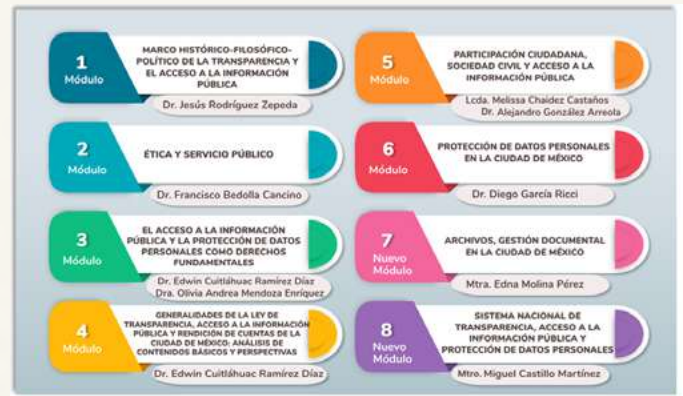 1
Módulo
MARCO HISTÓRICO-FILOSÓFICO-
POLÍTICO DE LA TRANSPARENCIA Y
EL ACCESO A LA INFORMACIÓN
PÚBLICA
Dr. Jesús Rodríguez Zepeda
2
Módulo
ÉTICA Y SERVICIO PÚBLICO
Dr. Francisco Bedolla Cancino
3
Módulo
EL ACCESO A LA INFORMACIÓN
PÚBLICA Y LA PROTECCIÓN DE DATOS
PERSONALES COMO DERECHOS
FUNDAMENTALES
Dr. Edwin Cuitláhuac Ramírez Díaz
Dra. Olivia Andrea Mendoza Enríquez
4
Módulo
GENERALIDADES DE LA LEY DE
TRANSPARENCIA, ACCESO A LA INFORMACIÓN
PÚBLICA Y RENDICIÓN DE CUENTAS DE LA
CIUDAD DE MÉXICO: ANÁLISIS DE
CONTENIDOS BÁSICOS Y PERSPECTIVAS
Dr. Edwin Cuitláhuac Ramírez Díaz
5
Módulo
PARTICIPACIÓN CIUDADANA,
SOCIEDAD CIVIL Y ACCESO A LA
INFORMACIÓN PÚBLICA
Lcda. Melissa Chaidez Castaños
Dr. Alejandro González Arreola
6
Módulo
PROTECCIÓN DE DATOS PERSONALES
EN LA CIUDAD DE MÉXICO
Dr. Diego García Ricci
7
Nuevo
Módulo
ARCHIVOS, GESTIÓN DOCUMENTAL
EN LA CIUDAD DE MÉXICO
Mtra. Edna Molina Pérez
8
Nuevo
Módulo
SISTEMA NACIONAL DE
TRANSPARENCIA, ACCESO A LA
INFORMACIÓN PÚBLICA Y
PROTECCIÓN DE DATOS PERSONALES
Mtro. Miguel Castillo Martínez